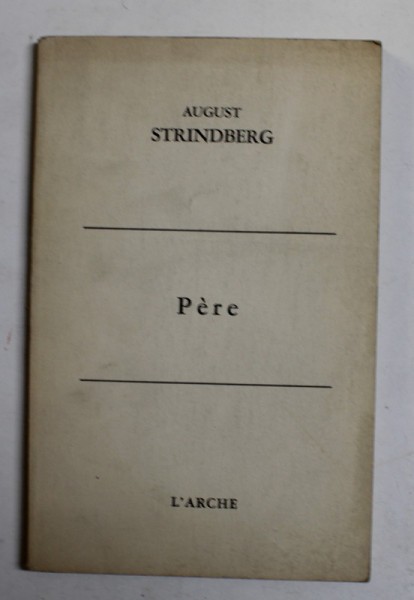 AUGUST
STRINDBERG
Père
L'ARCHE